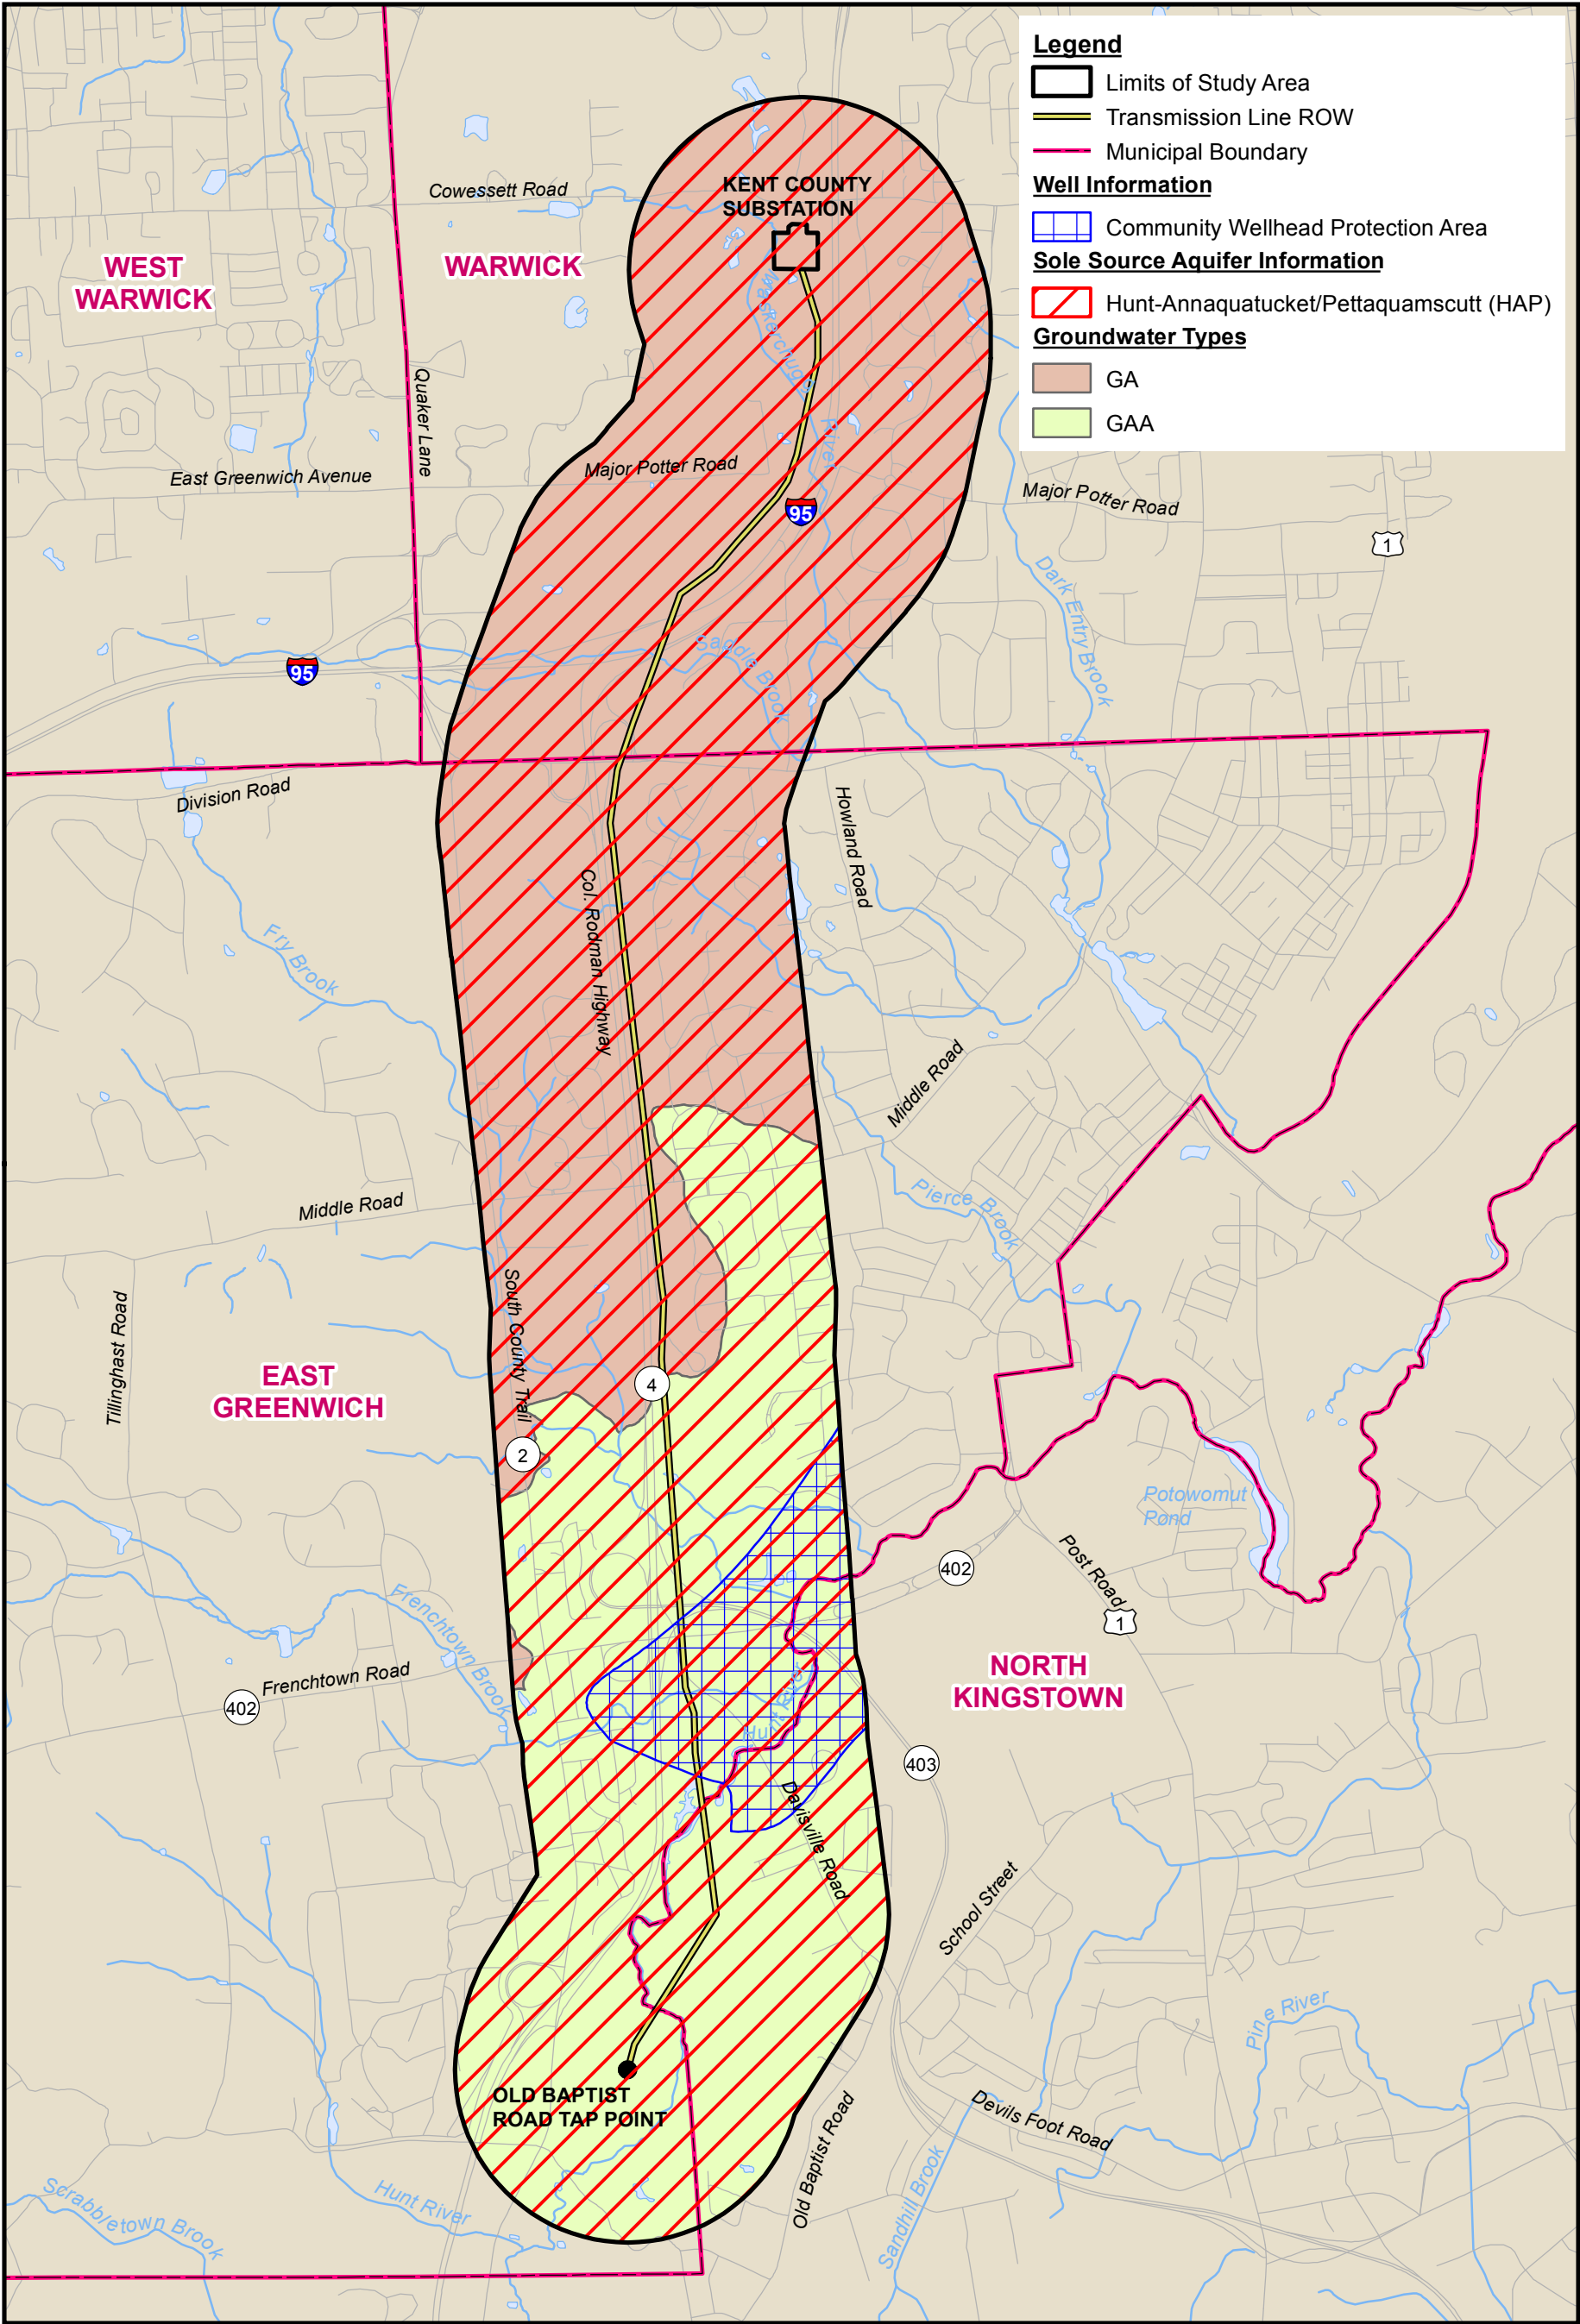 Legend
Limits of Study Area
Transmission Line ROW
Municipal Boundary
Well Information
Community Wellhead Protection Area
Sole Source Aquifer Information
Hunt-Annaquatucket/Pettaquamscutt (HAP)
Groundwater Types
GA
GAA
KENT COUNTY
SUBSTATION
Cowessett Road
WEST
WARWICK
WARWICK
Maskerchugg
River
Quaker Lane
East Greenwich Avenue
Major Potter Road
Major Potter Road
95
1
Dark Entry Brook
Saddle Brook
95
Division Road
Howland Road
Col. Rodman Highway
Fry Brook
Middle Road
Middle Road
Pierce Brook
South County Trail
Tillinghast Road
EAST
GREENWICH
4
2
Potowomut
Pond
402
Post Road
1
Frenchtown Brook
Frenchtown Road
402
NORTH
KINGSTOWN
Hunt River
403
Davisville Road
School Street
Pine River
OLD BAPTIST
ROAD TAP POINT
Devils Foot Road
Old Baptist Road
Sandhill Brook
Hunt River
Scrabbletown Brook